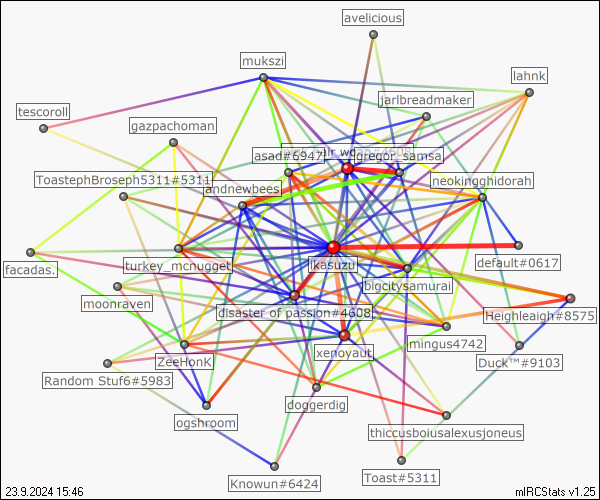 avelicious
mukszi
lahnk
jarlbreadmaker
tescoroll
gazpachoman
asad#6947
gregor_samsa
ToastephBroseph5311#5311
andnewbees
neokingghidorah
ikasuzu
default#0617
facadas.
turkey_mcnugget
bigcitysamurai
moonraven
disaster of passion#4608
Heighleaigh#8575
xenoyaut
mingus4742
ZeeHonK
Duck™#9103
Random Stuf6#5983
doggerdig
ogshroom
thiccusboiusalexusjoneus
Knowun#6424
Toast#5311
23.9.2024 15:46
mIRCStats v1.25